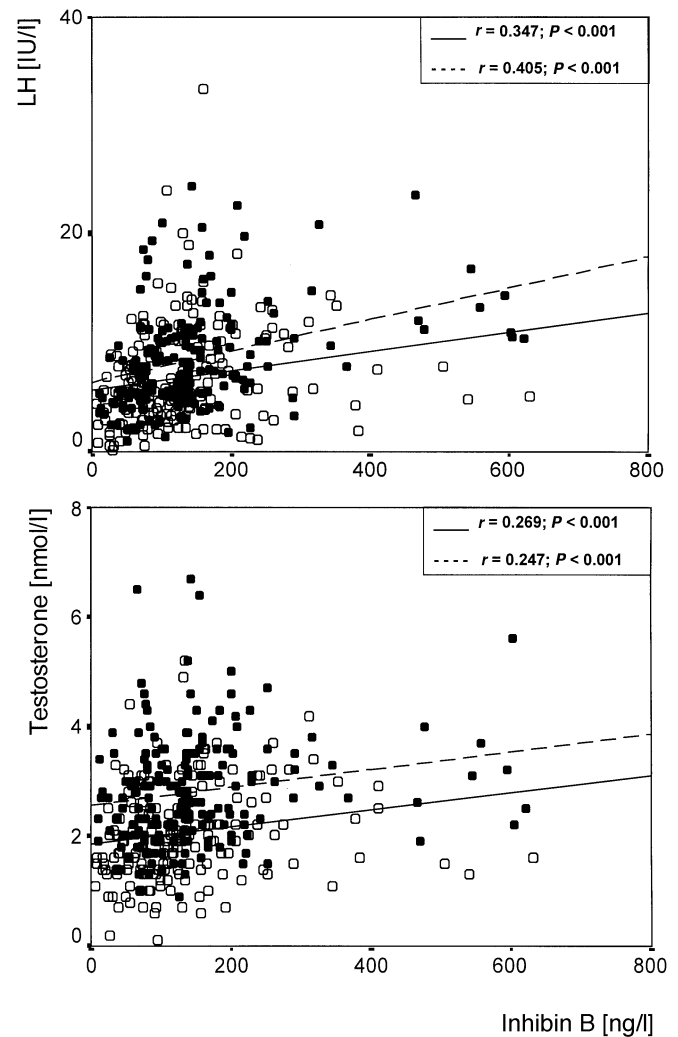 40
LH [IU/l]
r = 0.347; P < 0.001
r = 0.405; P < 0.001
20
0
0 200 400 600 800
8
Testosterone [nmol/l]
r = 0.269; P < 0.001
r = 0.247; P < 0.001
6
4
2
0
0 200 400 600 800
Inhibin B [ng/l]